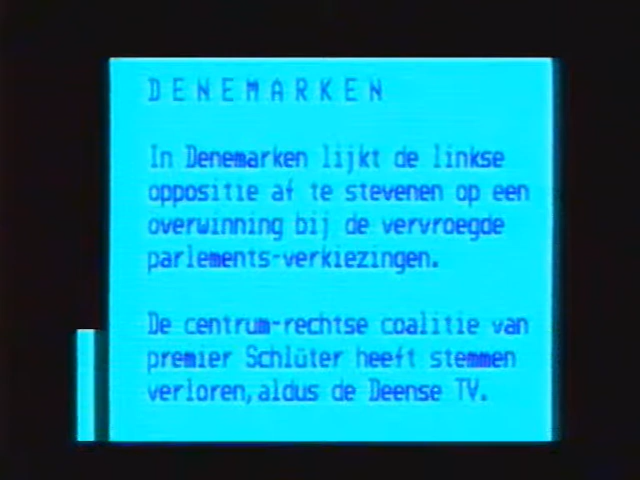 DENEMARKEN
In Denemarken lijkt de linkse
oppositie af te stevenen op een
overwinning bij de vervroegde
parlements-verkiezingen.
De centrum-rechtse coalitie van
premier Schlüter heeft stemmen
verloren,aldus de Deense TV.